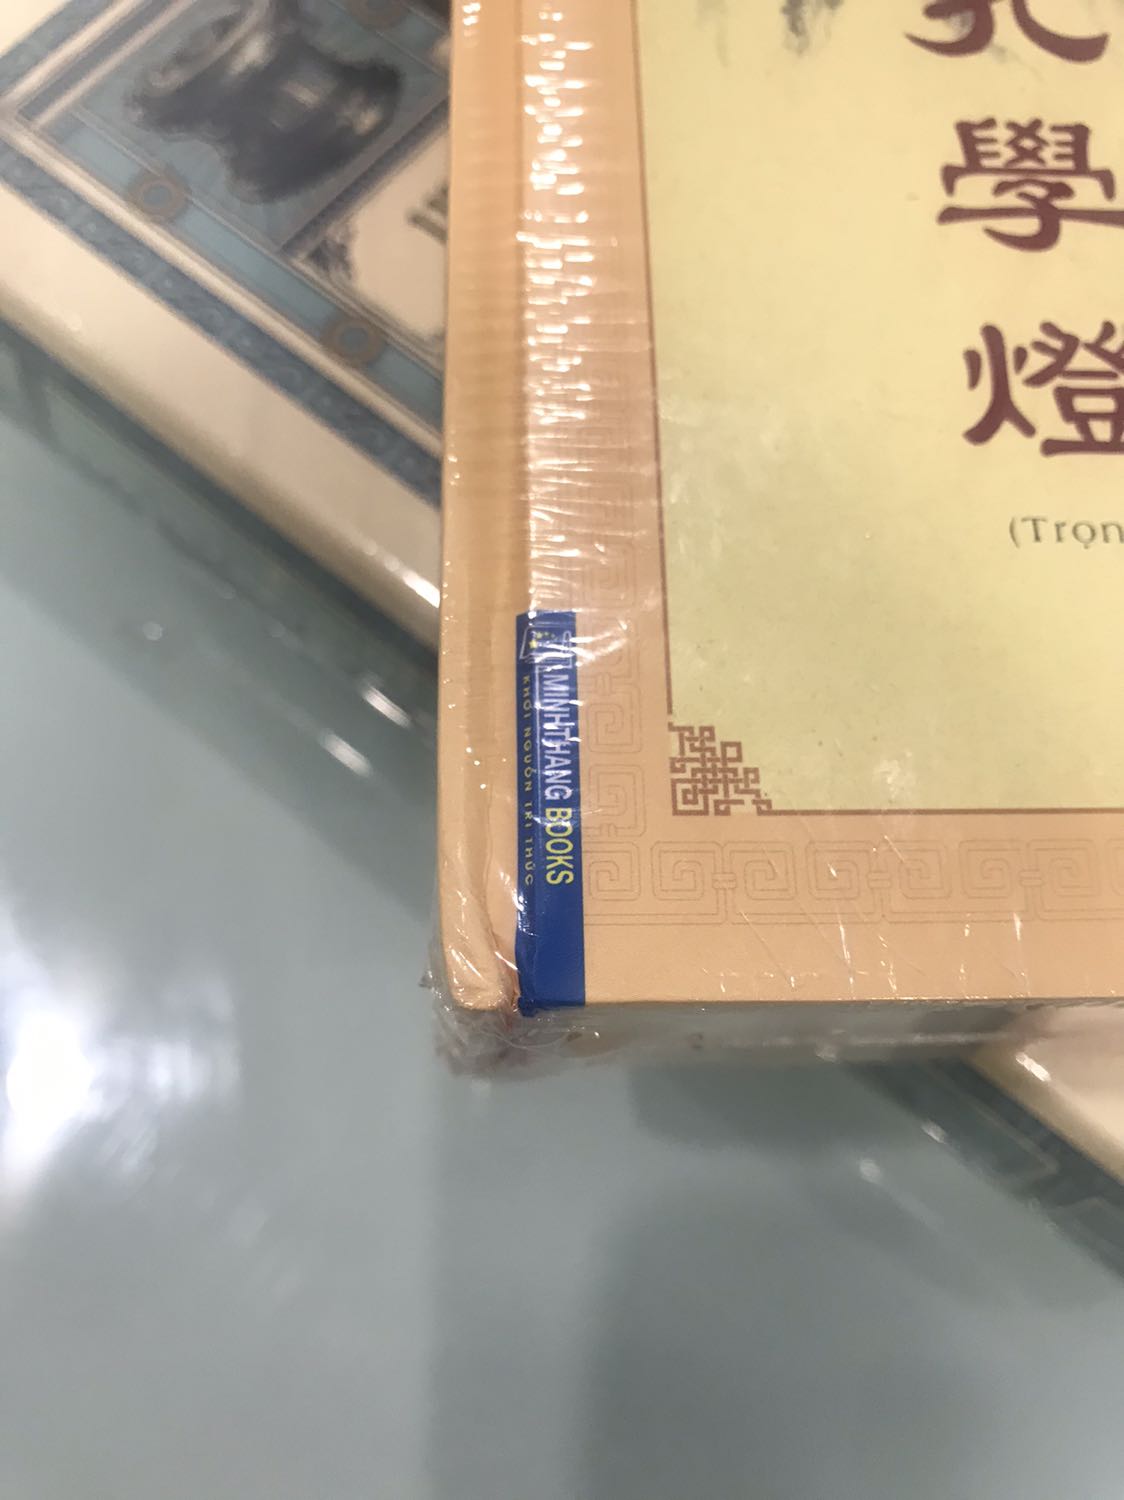 學
燈
(Trọn
MINHTHANG BOOKS
KHƠI NGUỒN TRI THỨC